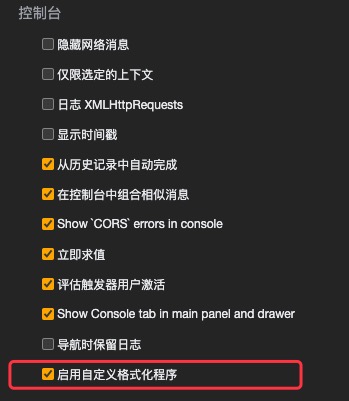 控制台
隐藏网络消息
仅限选定的上下文
日志 XMLHttpRequests
显示时间戳
从历史记录中自动完成
在控制台中组合相似消息
Show `CORS` errors in console
立即求值
评估触发器用户激活
Show Console tab in main panel and drawer
导航时保留日志
启用自定义格式化程序